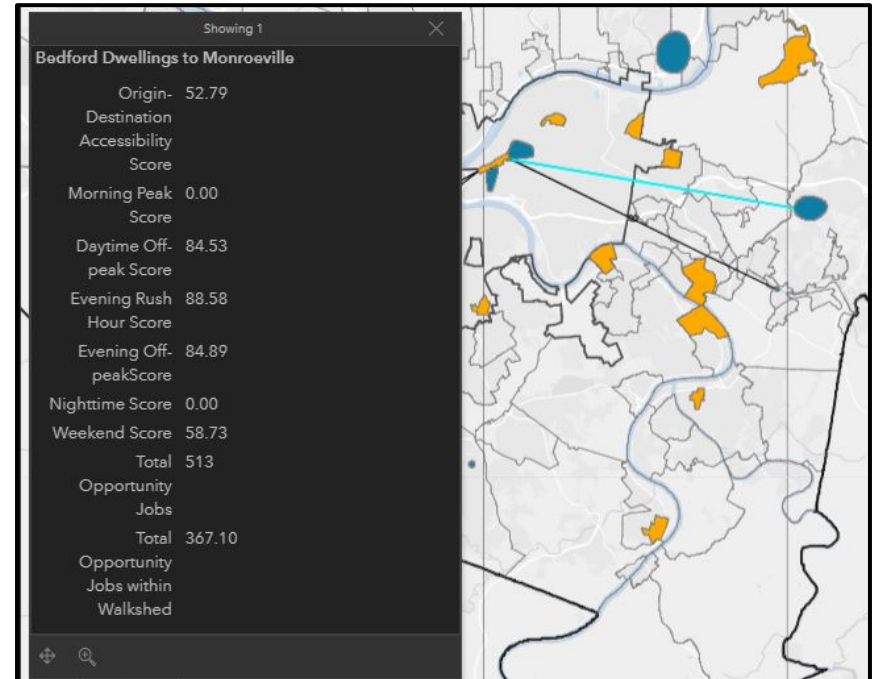 Showing 1
Bedford Dwellings to Monroeville
Origin- 52.79
Destination
Accessibility
Score
Morning Peak 0.00
Score
Daytime Off- 84.53
peak Score
Evening Rush 88.58
Hour Score
Evening Off- 84.89
peakScore
Nighttime Score 0.00
Weekend Score 58.73
Total 513
Opportunity
Jobs
Total 367.10
Opportunity
Jobs within
Walkshed